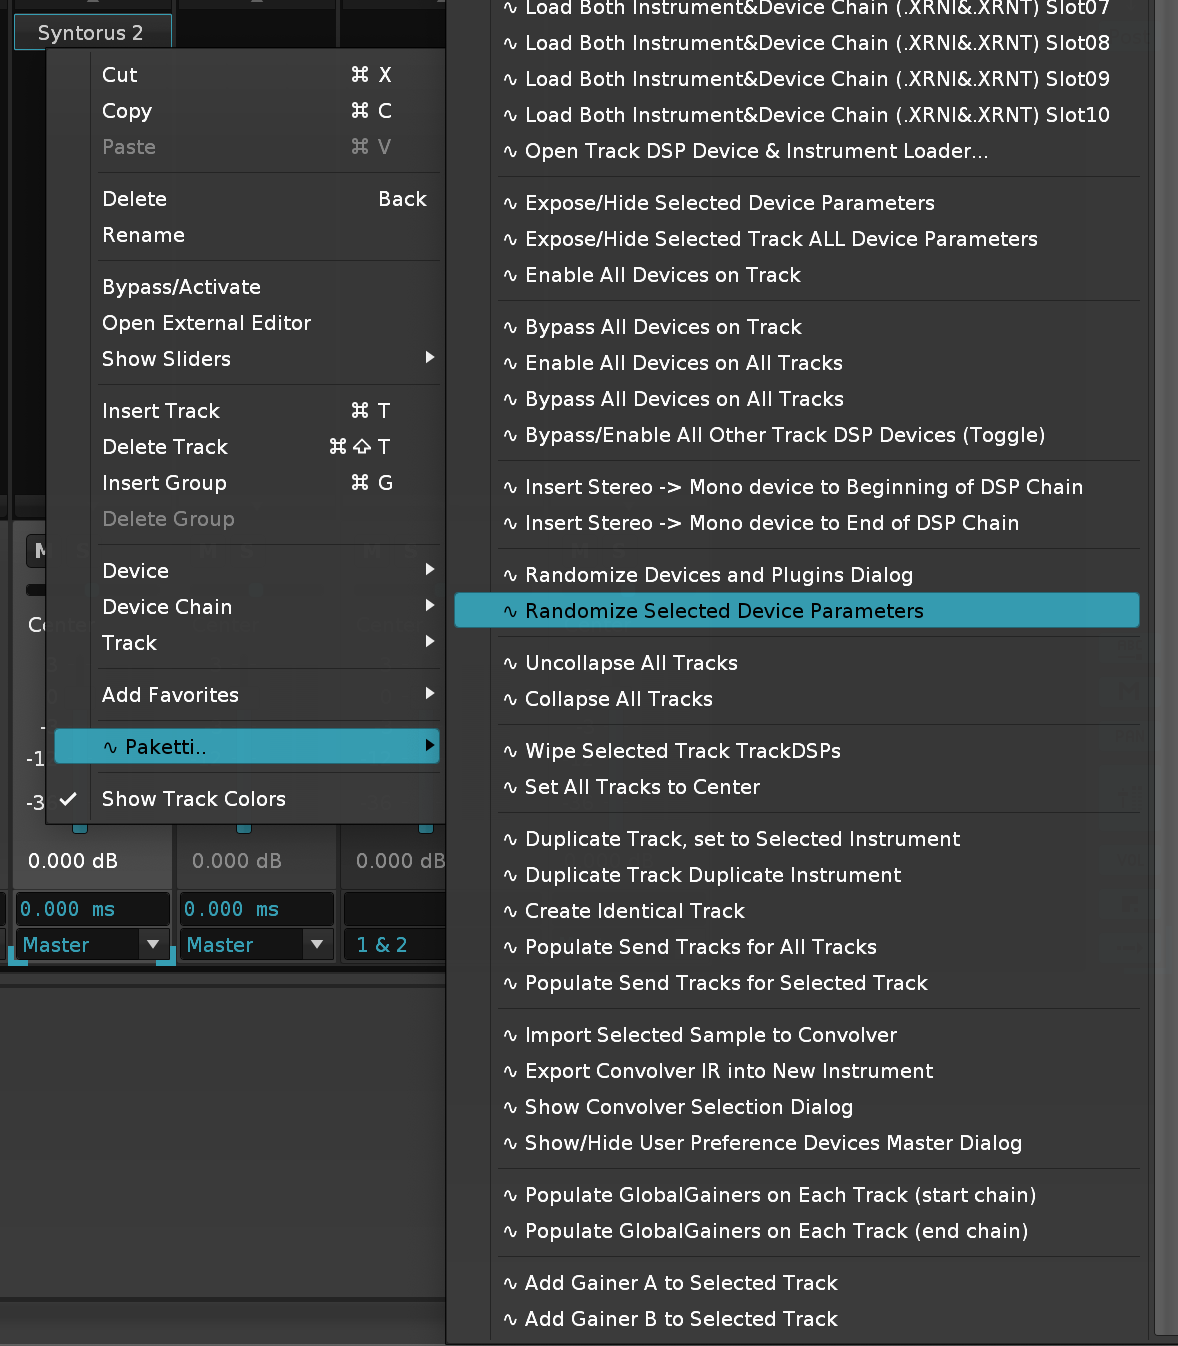 Syntorus 2
Cut ⌘ X
Copy ⌘ C
Paste ⌘ V
Delete Back
Rename
Bypass/Activate
Open External Editor
Show Sliders
Insert Track ⌘ T
Delete Track ⌘⇧T
Insert Group ⌘ G
Delete Group
Device
Device Chain
Track
Add Favorites
∿ Paketti..
✓ Show Track Colors
0.000 dB
0.000 dB
0.000 dB
0.000 ms
0.000 ms
Master
Master
1 & 2
∿ Load Both Instrument&Device Chain (.XRNI&.XRNT) Slot07
∿ Load Both Instrument&Device Chain (.XRNI&.XRNT) Slot08
∿ Load Both Instrument&Device Chain (.XRNI&.XRNT) Slot09
∿ Load Both Instrument&Device Chain (.XRNI&.XRNT) Slot10
∿ Open Track DSP Device & Instrument Loader...
∿ Expose/Hide Selected Device Parameters
∿ Expose/Hide Selected Track ALL Device Parameters
∿ Enable All Devices on Track
∿ Bypass All Devices on Track
∿ Enable All Devices on All Tracks
∿ Bypass All Devices on All Tracks
∿ Bypass/Enable All Other Track DSP Devices (Toggle)
∿ Insert Stereo -> Mono device to Beginning of DSP Chain
∿ Insert Stereo -> Mono device to End of DSP Chain
∿ Randomize Devices and Plugins Dialog
∿ Randomize Selected Device Parameters
∿ Uncollapse All Tracks
∿ Collapse All Tracks
∿ Wipe Selected Track TrackDSPs
∿ Set All Tracks to Center
∿ Duplicate Track, set to Selected Instrument
∿ Duplicate Track Duplicate Instrument
∿ Create Identical Track
∿ Populate Send Tracks for All Tracks
∿ Populate Send Tracks for Selected Track
∿ Import Selected Sample to Convolver
∿ Export Convolver IR into New Instrument
∿ Show Convolver Selection Dialog
∿ Show/Hide User Preference Devices Master Dialog
∿ Populate GlobalGainers on Each Track (start chain)
∿ Populate GlobalGainers on Each Track (end chain)
∿ Add Gainer A to Selected Track
∿ Add Gainer B to Selected Track